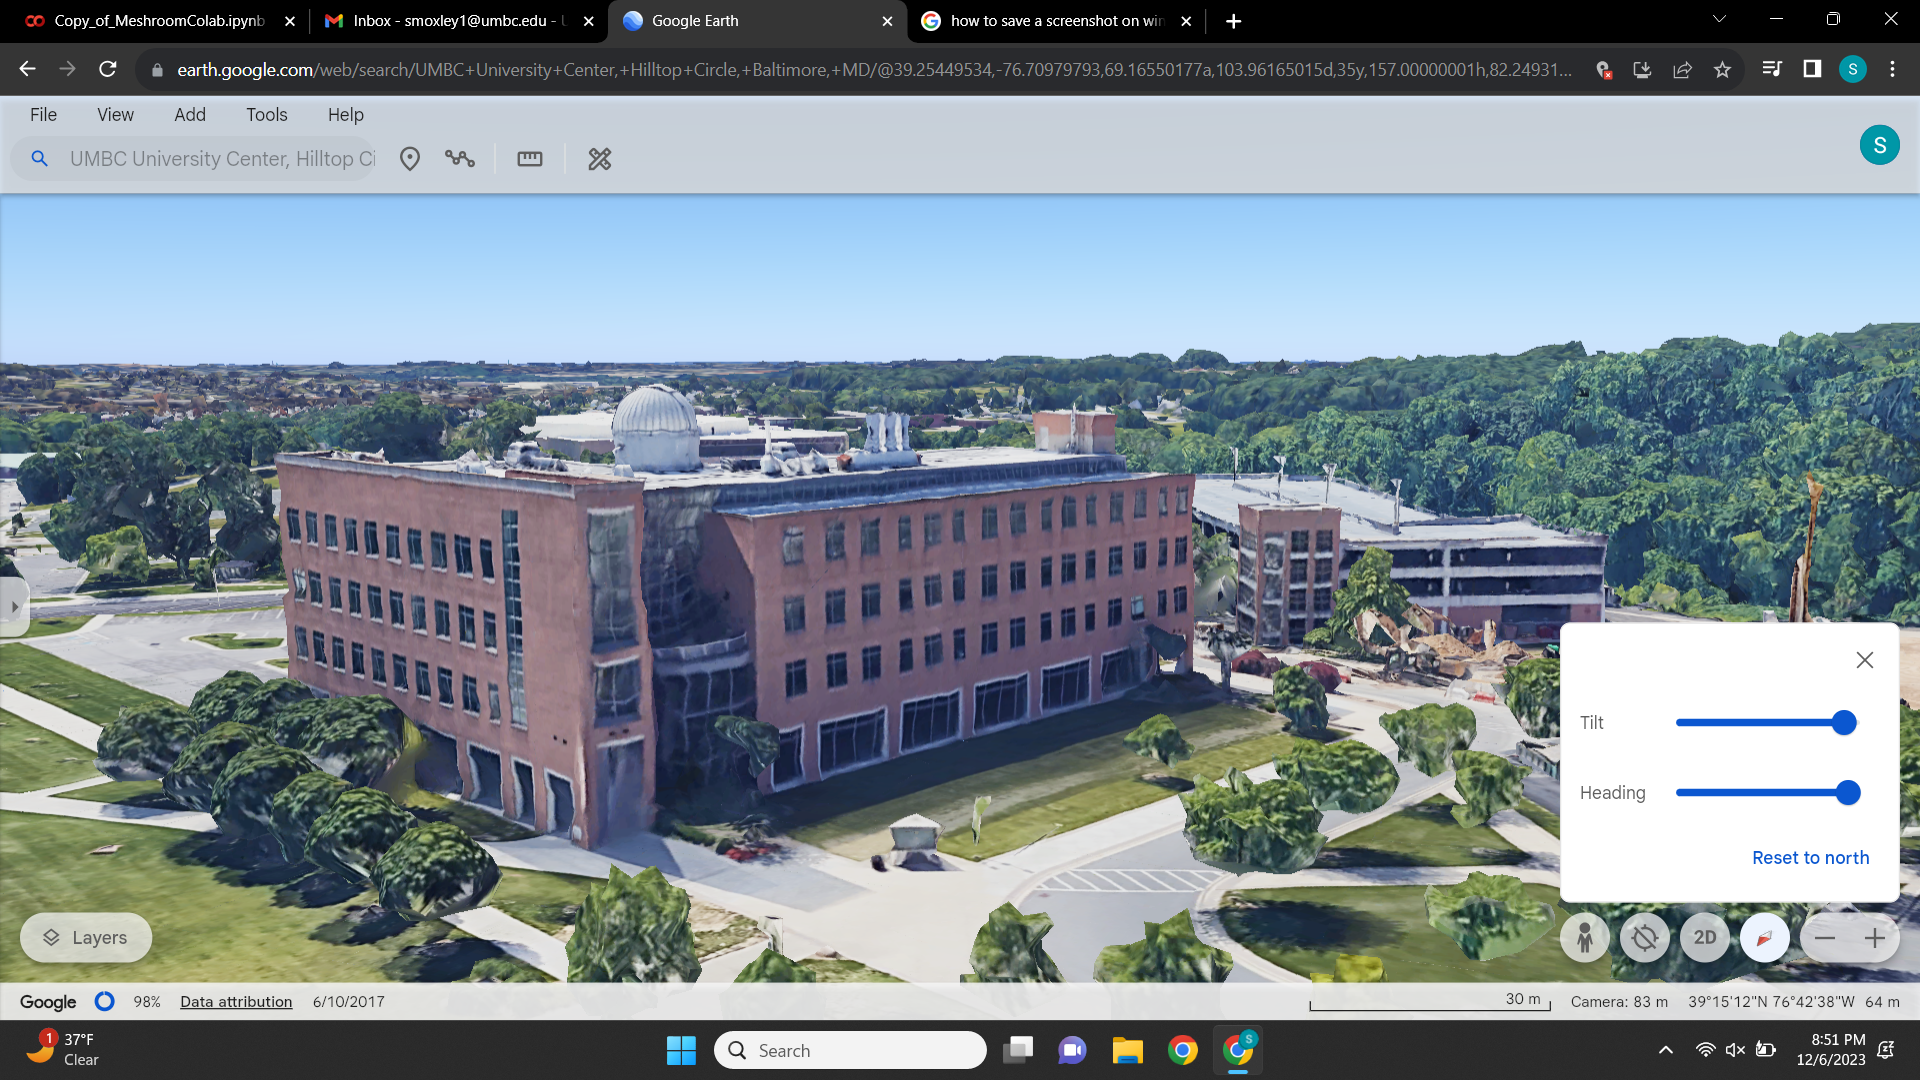 Copy_of_MeshroomColab.ipynb
Inbox - smoxley1@umbc.edu - U
Google Earth
how to save a screenshot on win
earth.google.com/web/search/UMBC+University+Center,+Hilltop+Circle,+Baltimore,+MD/@39.25449534,-76.70979793,69.16550177a,103.96165015d,35y,157.00000001h,82.24931...
S
File View Add Tools Help
UMBC University Center, Hilltop Ci
S
Tilt
Heading
Reset to north
Layers
2D
Google 98% Data attribution 6/10/2017
30 m Camera: 83 m 39°15'12"N 76°42'38"W 64 m
1
37°F
Clear
Search
S
8:51 PM
12/6/2023